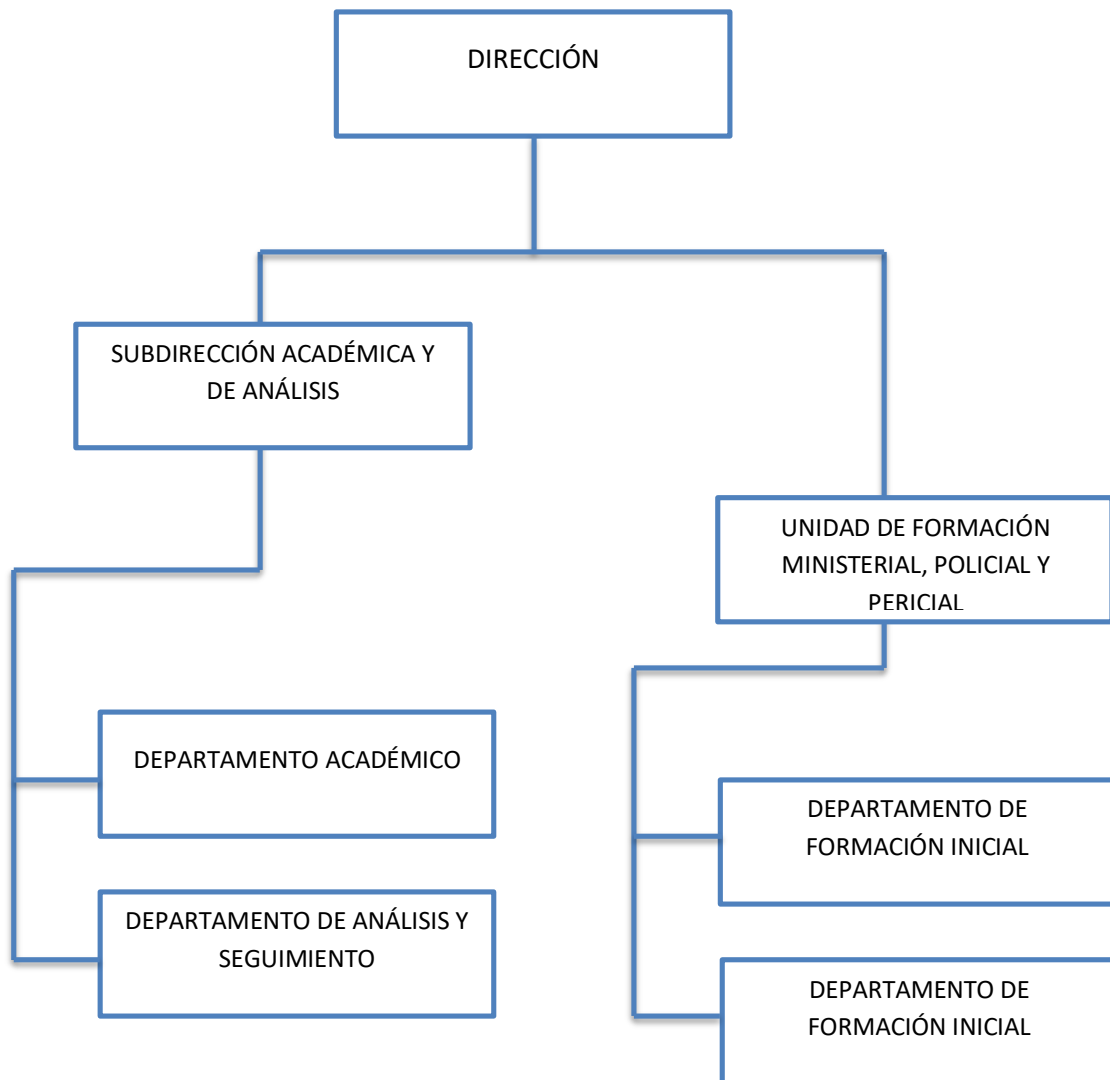 DIRECCIÓN
SUBDIRECCIÓN ACADÉMICA Y
DE ANÁLISIS
UNIDAD DE FORMACIÓN
MINISTERIAL, POLICIAL Y
PERICIAL
DEPARTAMENTO ACADÉMICO
DEPARTAMENTO DE ANÁLISIS Y
SEGUIMIENTO
DEPARTAMENTO DE
FORMACIÓN INICIAL
DEPARTAMENTO DE
FORMACIÓN INICIAL